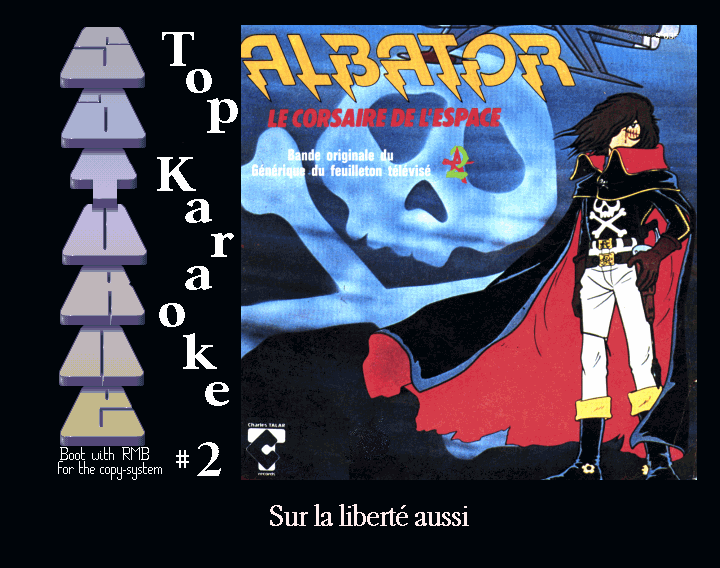 Top
Karaoke
# 2
Boot with RMB
for the copy-system
ALBATOR
LE CORSAIRE DE L'ESPACE
Bande originale du
Générique du feuilleton télévisé
2
Charles TALAR
records
Sur la liberté aussi